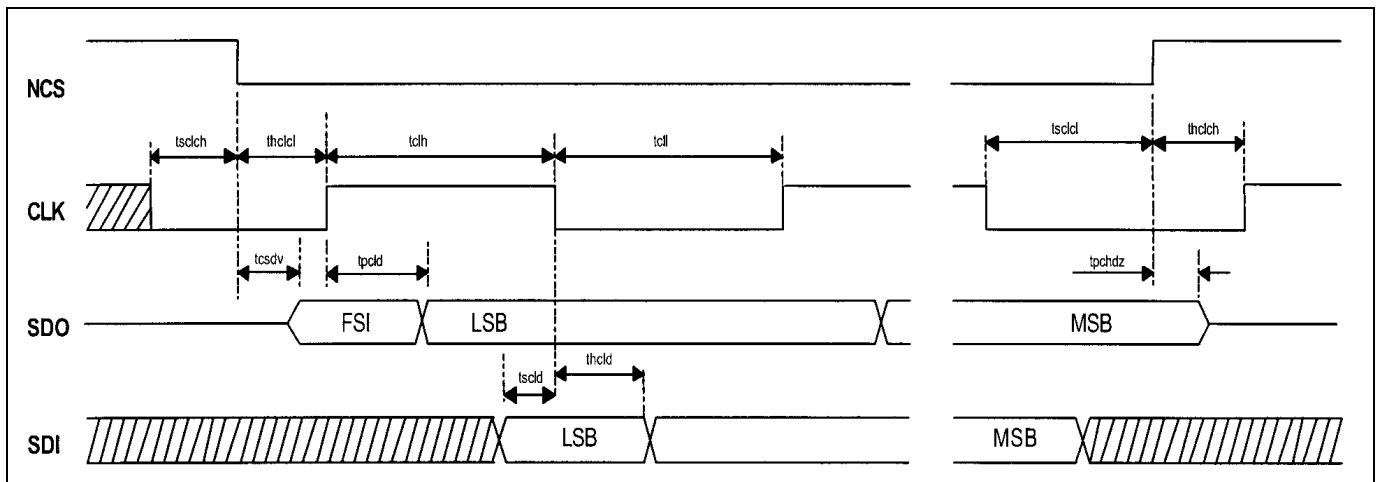 NCS
tsclch thclcl tclh tcll tsclcl thclch
CLK
tcsdv tpcld tpchdz
SDO FSI LSB MSB
tscld thcld
SDI LSB MSB